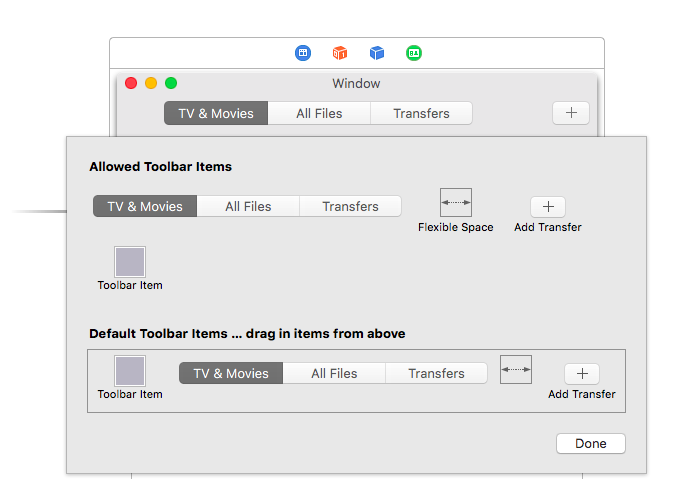 Window
TV & Movies All Files Transfers +
Allowed Toolbar Items
TV & Movies All Files Transfers +
Flexible Space Add Transfer
Toolbar Item
Default Toolbar Items ... drag in items from above
TV & Movies All Files Transfers +
Toolbar Item Add Transfer
Done